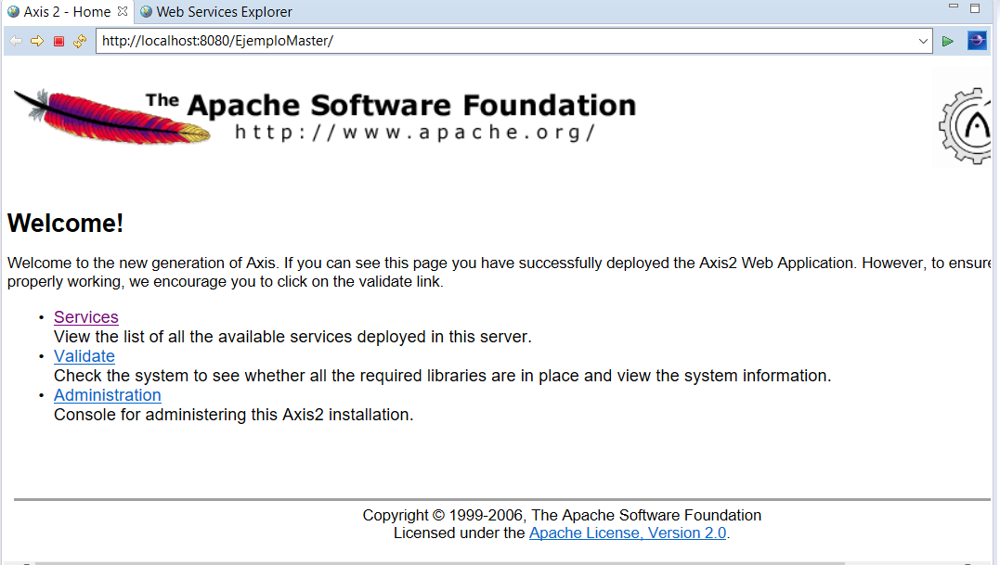 Axis 2 - Home
Web Services Explorer
http://localhost:8080/EjemploMaster/
The Apache Software Foundation
http://www.apache.org/
Welcome!
Welcome to the new generation of Axis. If you can see this page you have successfully deployed the Axis2 Web Application. However, to ensure
properly working, we encourage you to click on the validate link.
• Services
View the list of all the available services deployed in this server.
• Validate
Check the system to see whether all the required libraries are in place and view the system information.
• Administration
Console for administering this Axis2 installation.
Copyright © 1999-2006, The Apache Software Foundation
Licensed under the Apache License, Version 2.0.